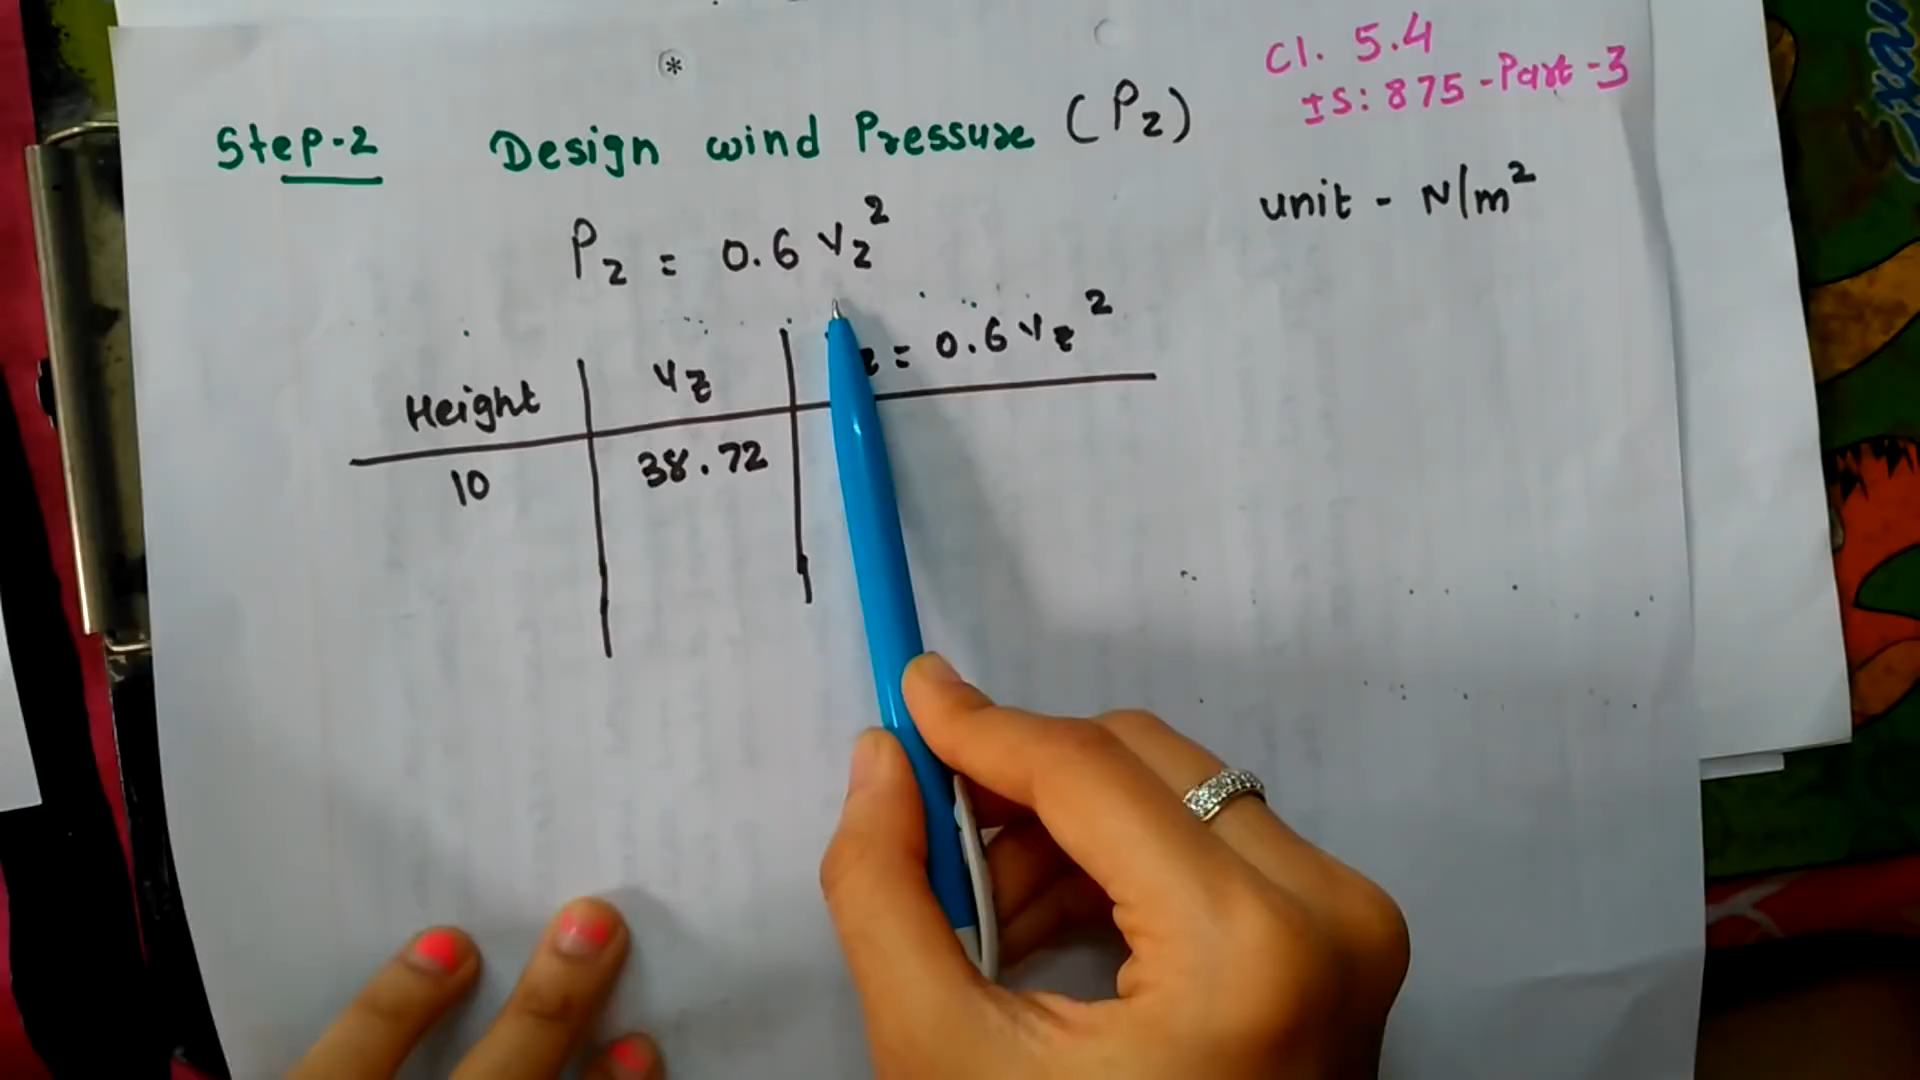 Cl. 5.4
IS: 875 - Part - 3
Step-2 Design wind Pressure (Pz)
unit - N/m²
Pz = 0.6 Vz²
Height Vz z = 0.6 Vz²
10 38.72